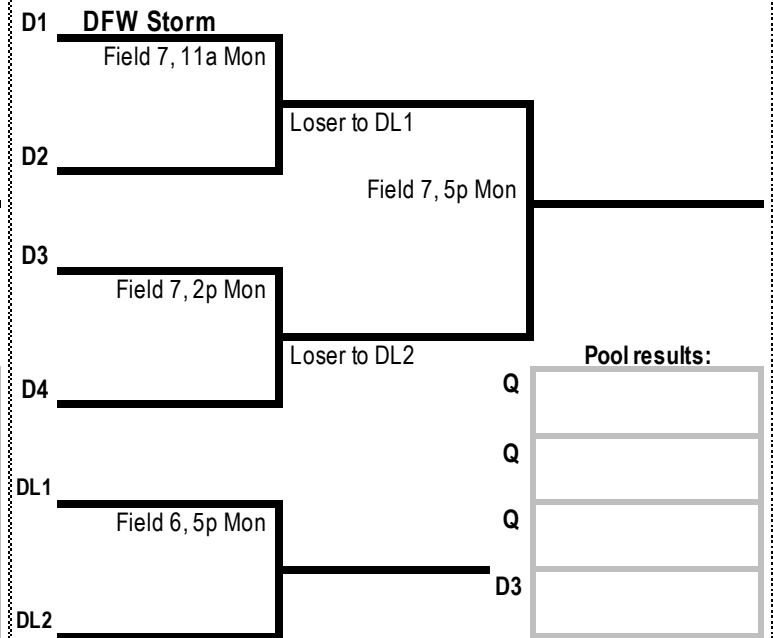 D1 DFW Storm
Field 7, 11a Mon
Loser to DL1
D2
Field 7, 5p Mon
D3
Field 7, 2p Mon
Loser to DL2
Pool results:
D4
Q
Q
DL1
Field 6, 5p Mon
Q
D3
DL2